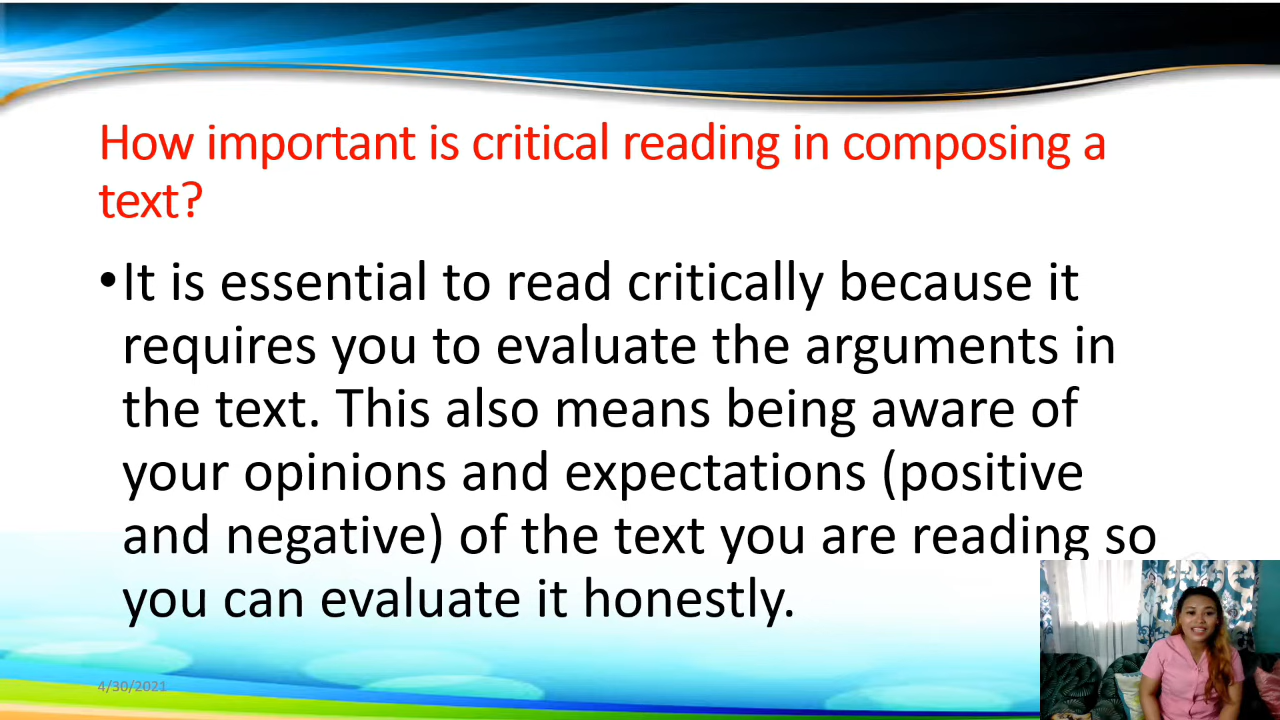 How important is critical reading in composing a
text?
•It is essential to read critically because it
requires you to evaluate the arguments in
the text. This also means being aware of
your opinions and expectations (positive
and negative) of the text you are reading so
you can evaluate it honestly.
4/30/2021